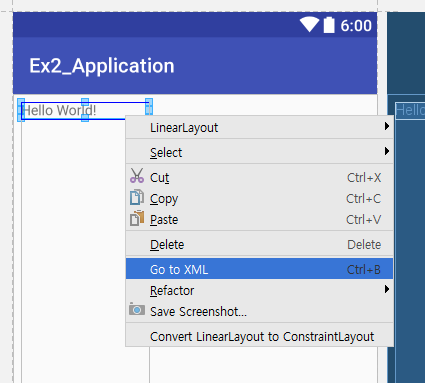 6:00
Ex2_Application
Hello World!
Hello
LinearLayout
Select
Cut Ctrl+X
Copy Ctrl+C
Paste Ctrl+V
Delete Delete
Go to XML Ctrl+B
Refactor
Save Screenshot...
Convert LinearLayout to ConstraintLayout